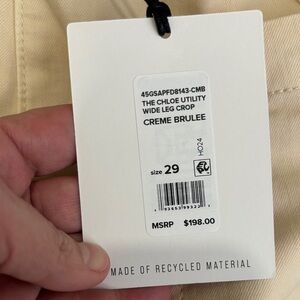 45GSAPFD8143-CMB
THE CHLOE UTILITY
WIDE LEG CROP
CREME BRULEE
size 29
HO24
MSRP $198.00
MADE OF RECYCLED MATERIAL